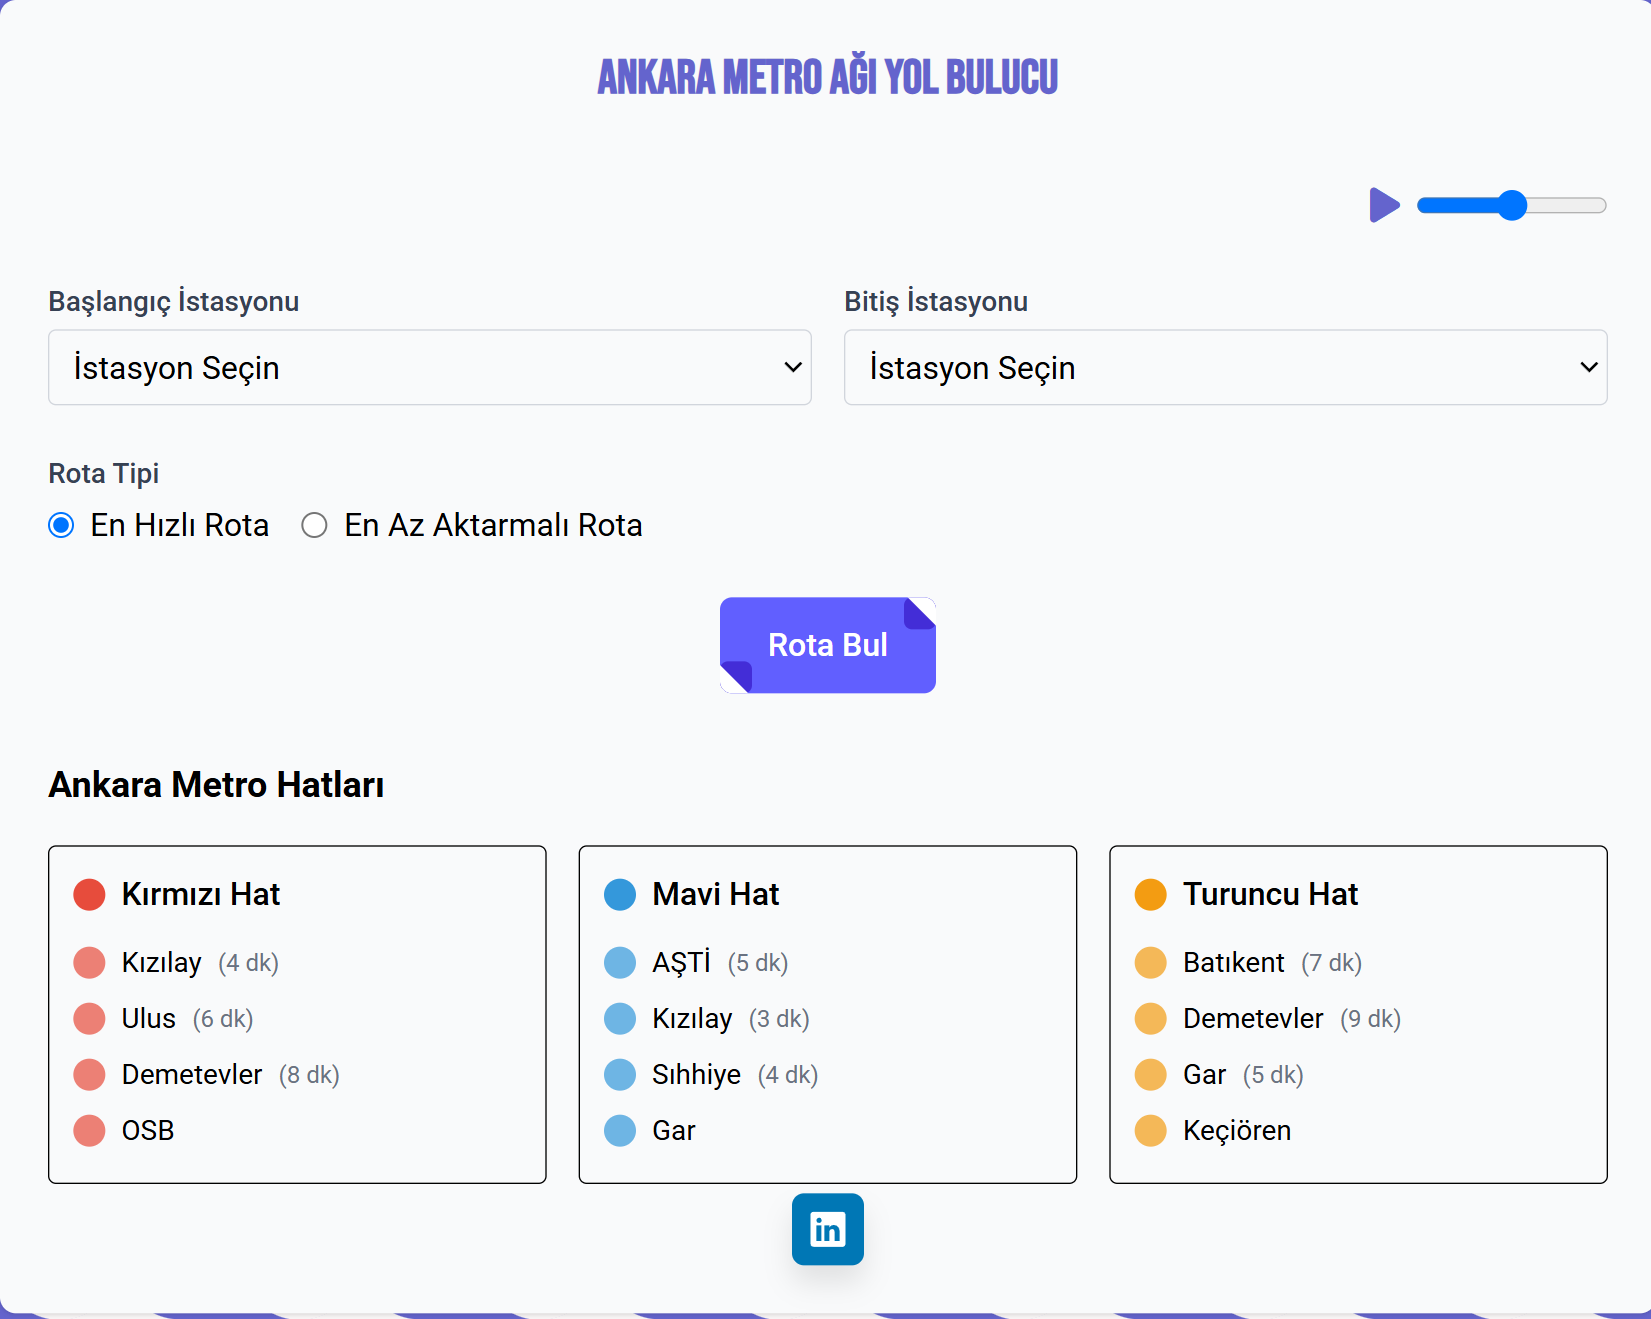 ANKARA METRO AĞI YOL BULUCU
Başlangıç İstasyonu
Bitiş İstasyonu
İstasyon Seçin
İstasyon Seçin
Rota Tipi
En Hızlı Rota
En Az Aktarmalı Rota
Rota Bul
Ankara Metro Hatları
Kırmızı Hat
Kızılay (4 dk)
Ulus (6 dk)
Demetevler (8 dk)
OSB
Mavi Hat
AŞTİ (5 dk)
Kızılay (3 dk)
Sıhhiye (4 dk)
Gar
Turuncu Hat
Batıkent (7 dk)
Demetevler (9 dk)
Gar (5 dk)
Keçiören
in